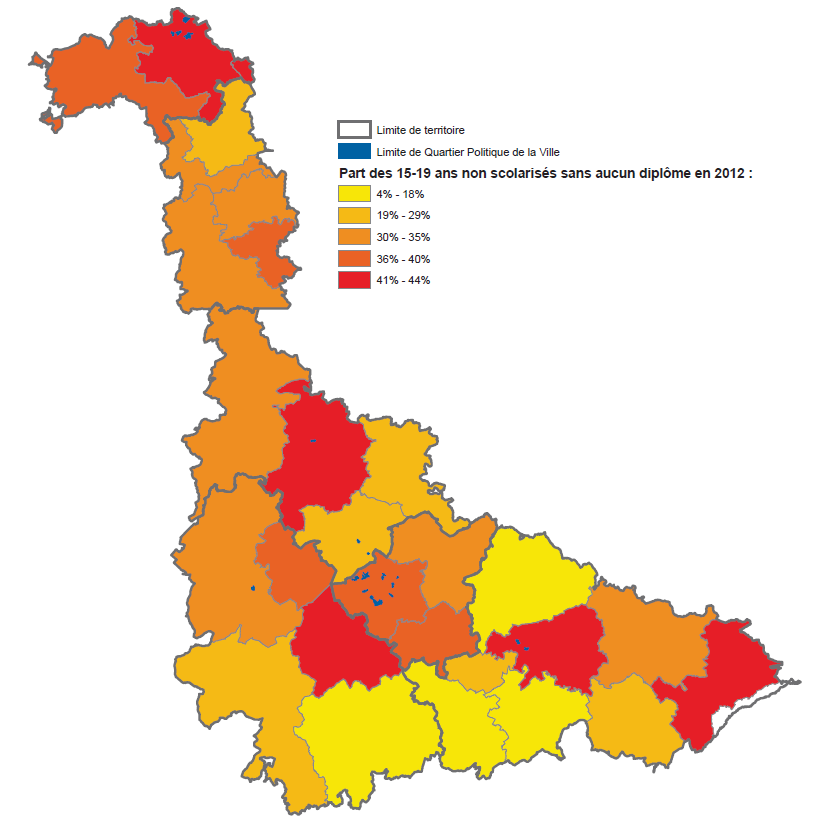 Limite de territoire
Limite de Quartier Politique de la Ville
Part des 15-19 ans non scolarisés sans aucun diplôme en 2012 :
4% - 18%
19% - 29%
30% - 35%
36% - 40%
41% - 44%